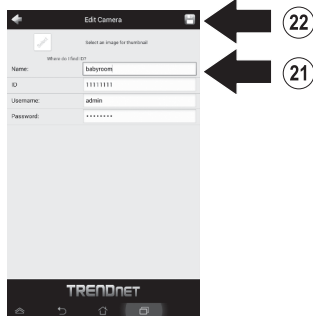 Edit Camera
22
Select an image for thumbnail
Where do I find ID?
Name: babyroom
21
ID 11111111
Username: admin
Password: ••••••••
TRENDNET